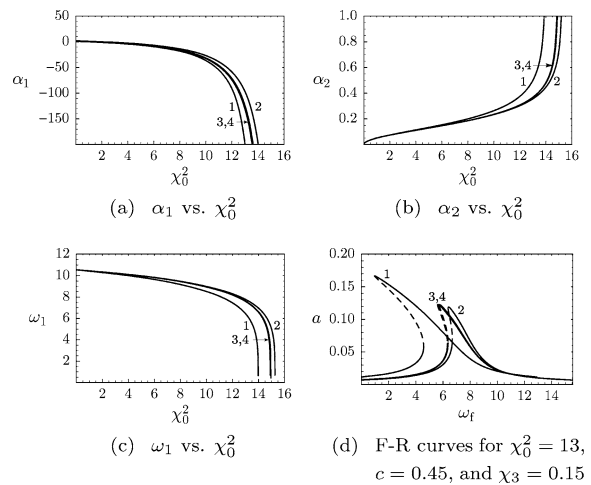 50
0
−50
−100
−150
α₁
1
2
3,4
2 4 6 8 10 12 14 16
χ₀²
(a) α₁ vs. χ₀²
1.0
0.8
0.6
0.4
0.2
α₂
3,4
1
2
2 4 6 8 10 12 14 16
χ₀²
(b) α₂ vs. χ₀²
12
10
8
6
4
2
ω₁
1
2
3,4
2 4 6 8 10 12 14 16
χ₀²
(c) ω₁ vs. χ₀²
0.20
0.15
0.10
0.05
a
1
3,4
2
0 2 4 6 8 10 12 14
ω_f
(d) F-R curves for χ₀² = 13,
c = 0.45, and χ₃ = 0.15